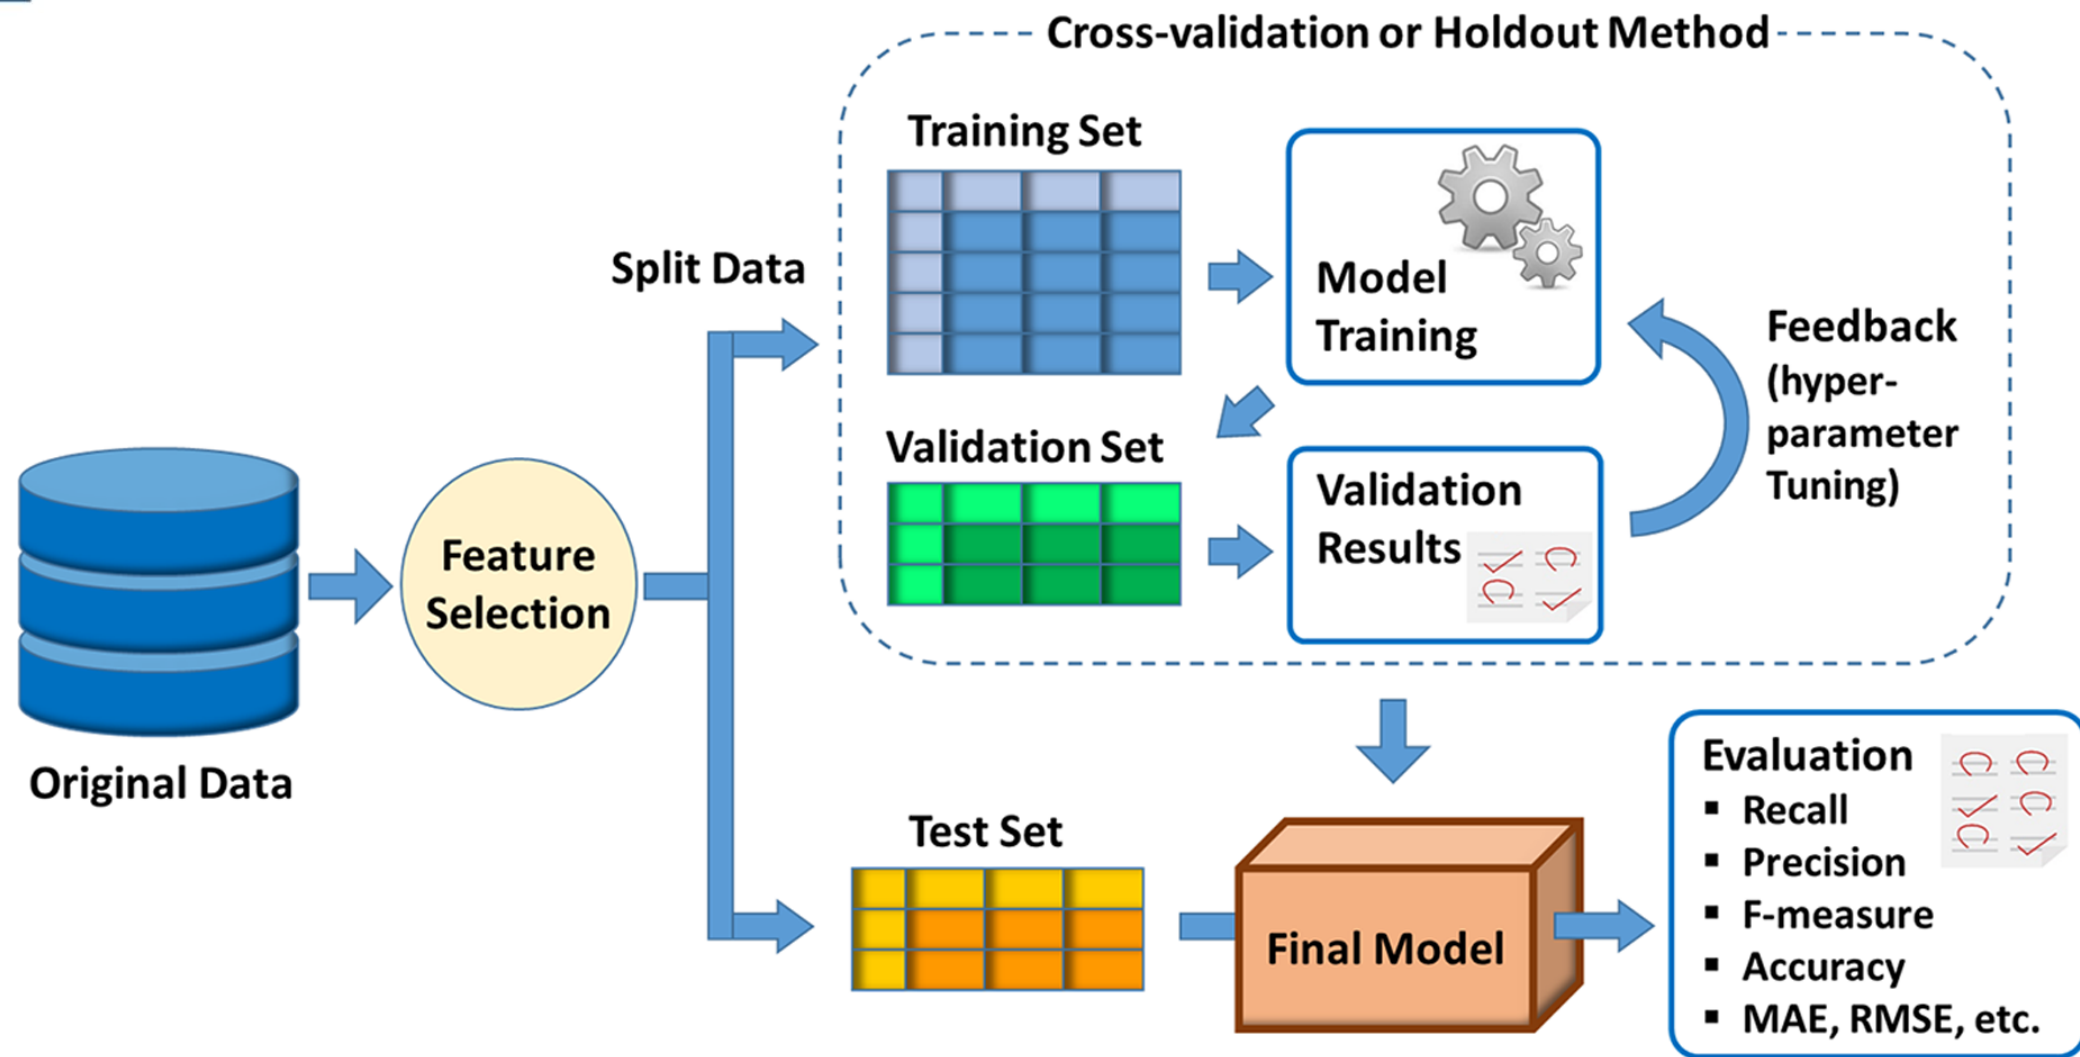 Cross-validation or Holdout Method
Training Set
Split Data
Model
Training
Feedback
(hyper-
parameter
Tuning)
Validation Set
Validation
Results
Feature
Selection
Original Data
Test Set
Final Model
Evaluation
▪ Recall
▪ Precision
▪ F-measure
▪ Accuracy
▪ MAE, RMSE, etc.